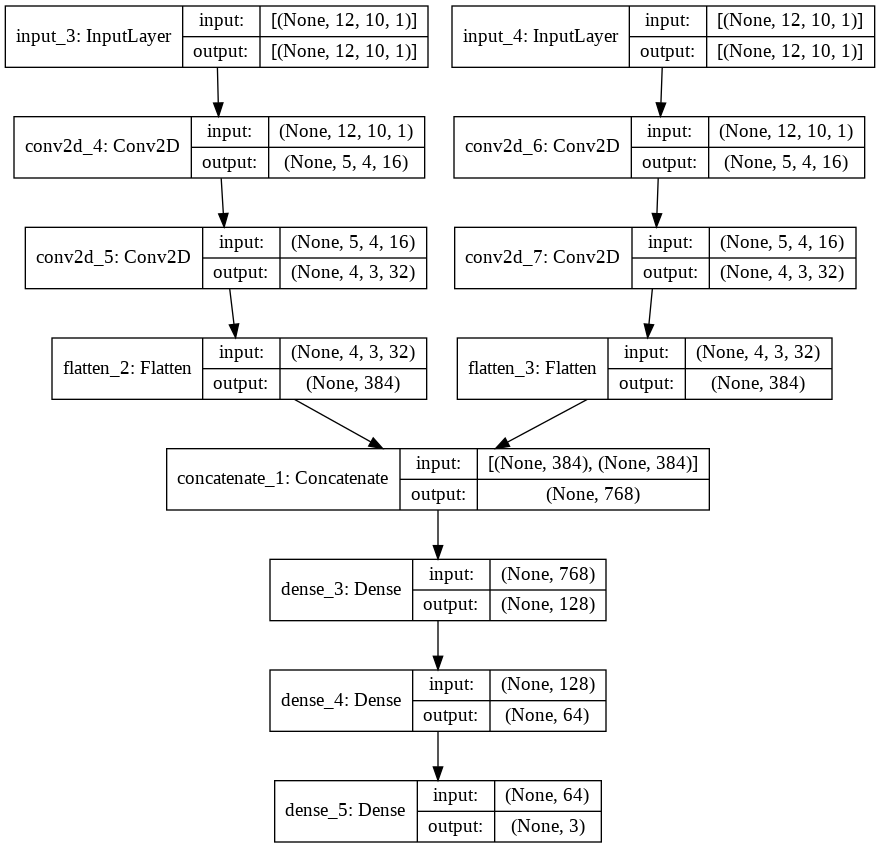 input_3: InputLayer
input: [(None, 12, 10, 1)]
output: [(None, 12, 10, 1)]
input_4: InputLayer
input: [(None, 12, 10, 1)]
output: [(None, 12, 10, 1)]
conv2d_4: Conv2D
input: (None, 12, 10, 1)
output: (None, 5, 4, 16)
conv2d_6: Conv2D
input: (None, 12, 10, 1)
output: (None, 5, 4, 16)
conv2d_5: Conv2D
input: (None, 5, 4, 16)
output: (None, 4, 3, 32)
conv2d_7: Conv2D
input: (None, 5, 4, 16)
output: (None, 4, 3, 32)
flatten_2: Flatten
input: (None, 4, 3, 32)
output: (None, 384)
flatten_3: Flatten
input: (None, 4, 3, 32)
output: (None, 384)
concatenate_1: Concatenate
input: [(None, 384), (None, 384)]
output: (None, 768)
dense_3: Dense
input: (None, 768)
output: (None, 128)
dense_4: Dense
input: (None, 128)
output: (None, 64)
dense_5: Dense
input: (None, 64)
output: (None, 3)